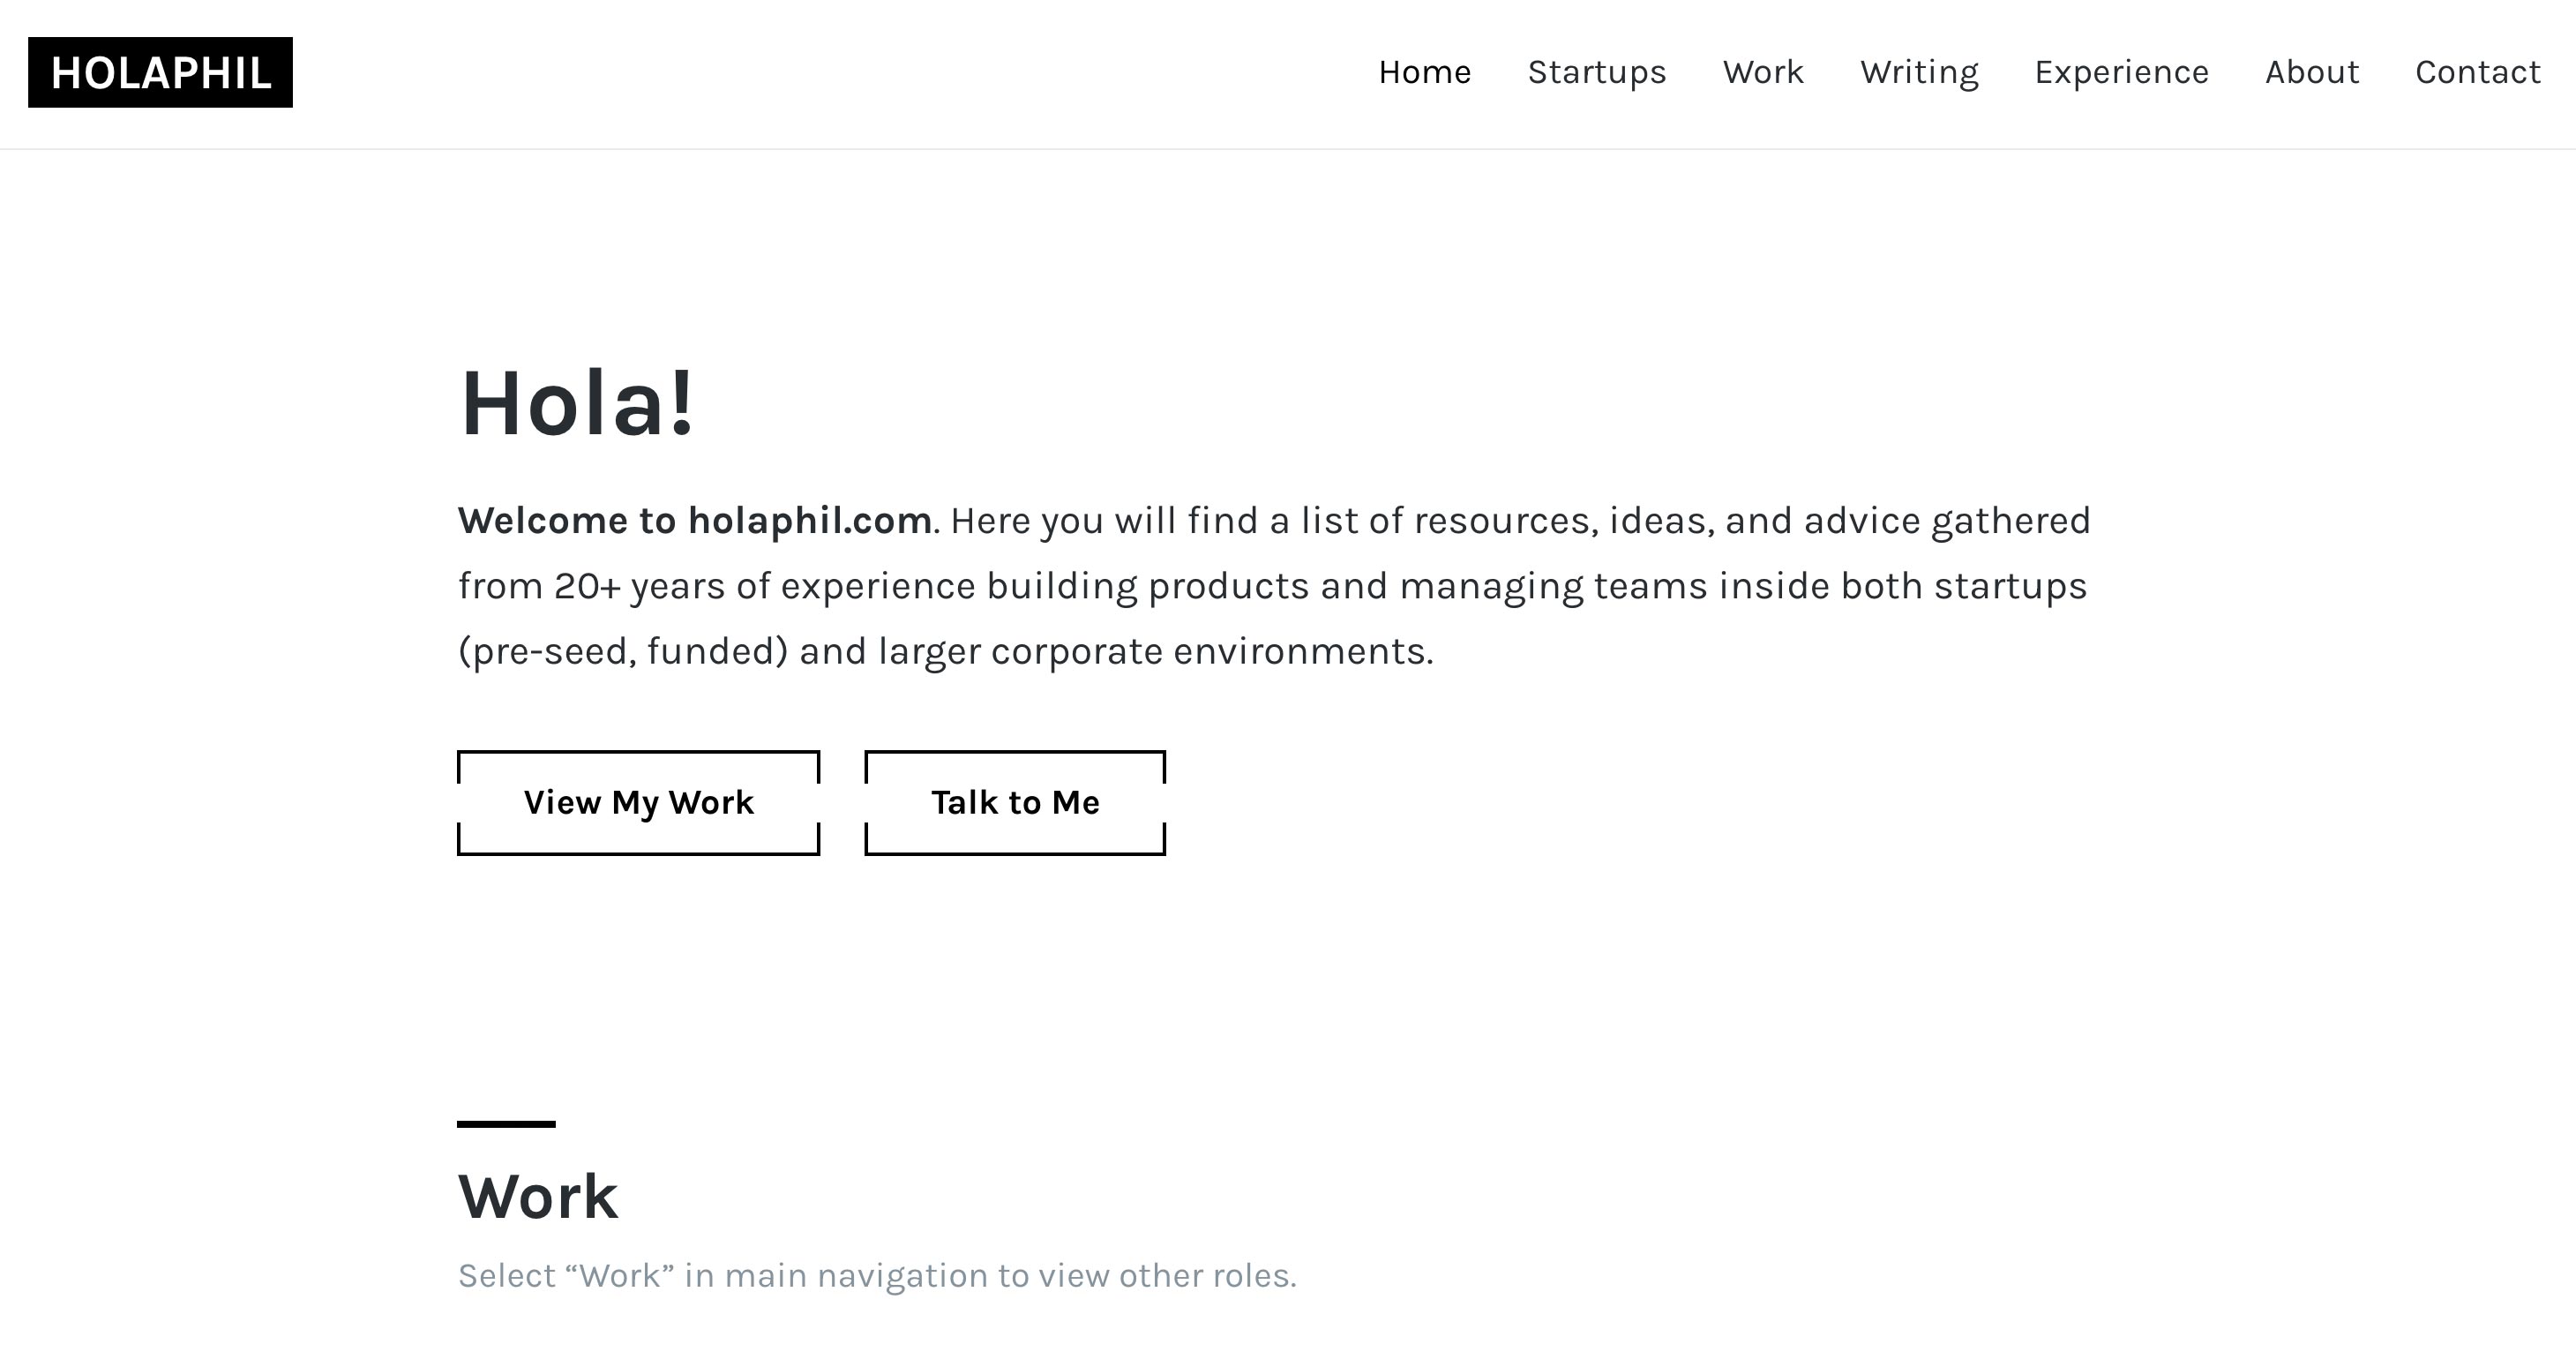 HOLAPHIL
Home Startups Work Writing Experience About Contact
Hola!
Welcome to holaphil.com. Here you will find a list of resources, ideas, and advice gathered
from 20+ years of experience building products and managing teams inside both startups
(pre-seed, funded) and larger corporate environments.
View My Work
Talk to Me
Work
Select “Work” in main navigation to view other roles.